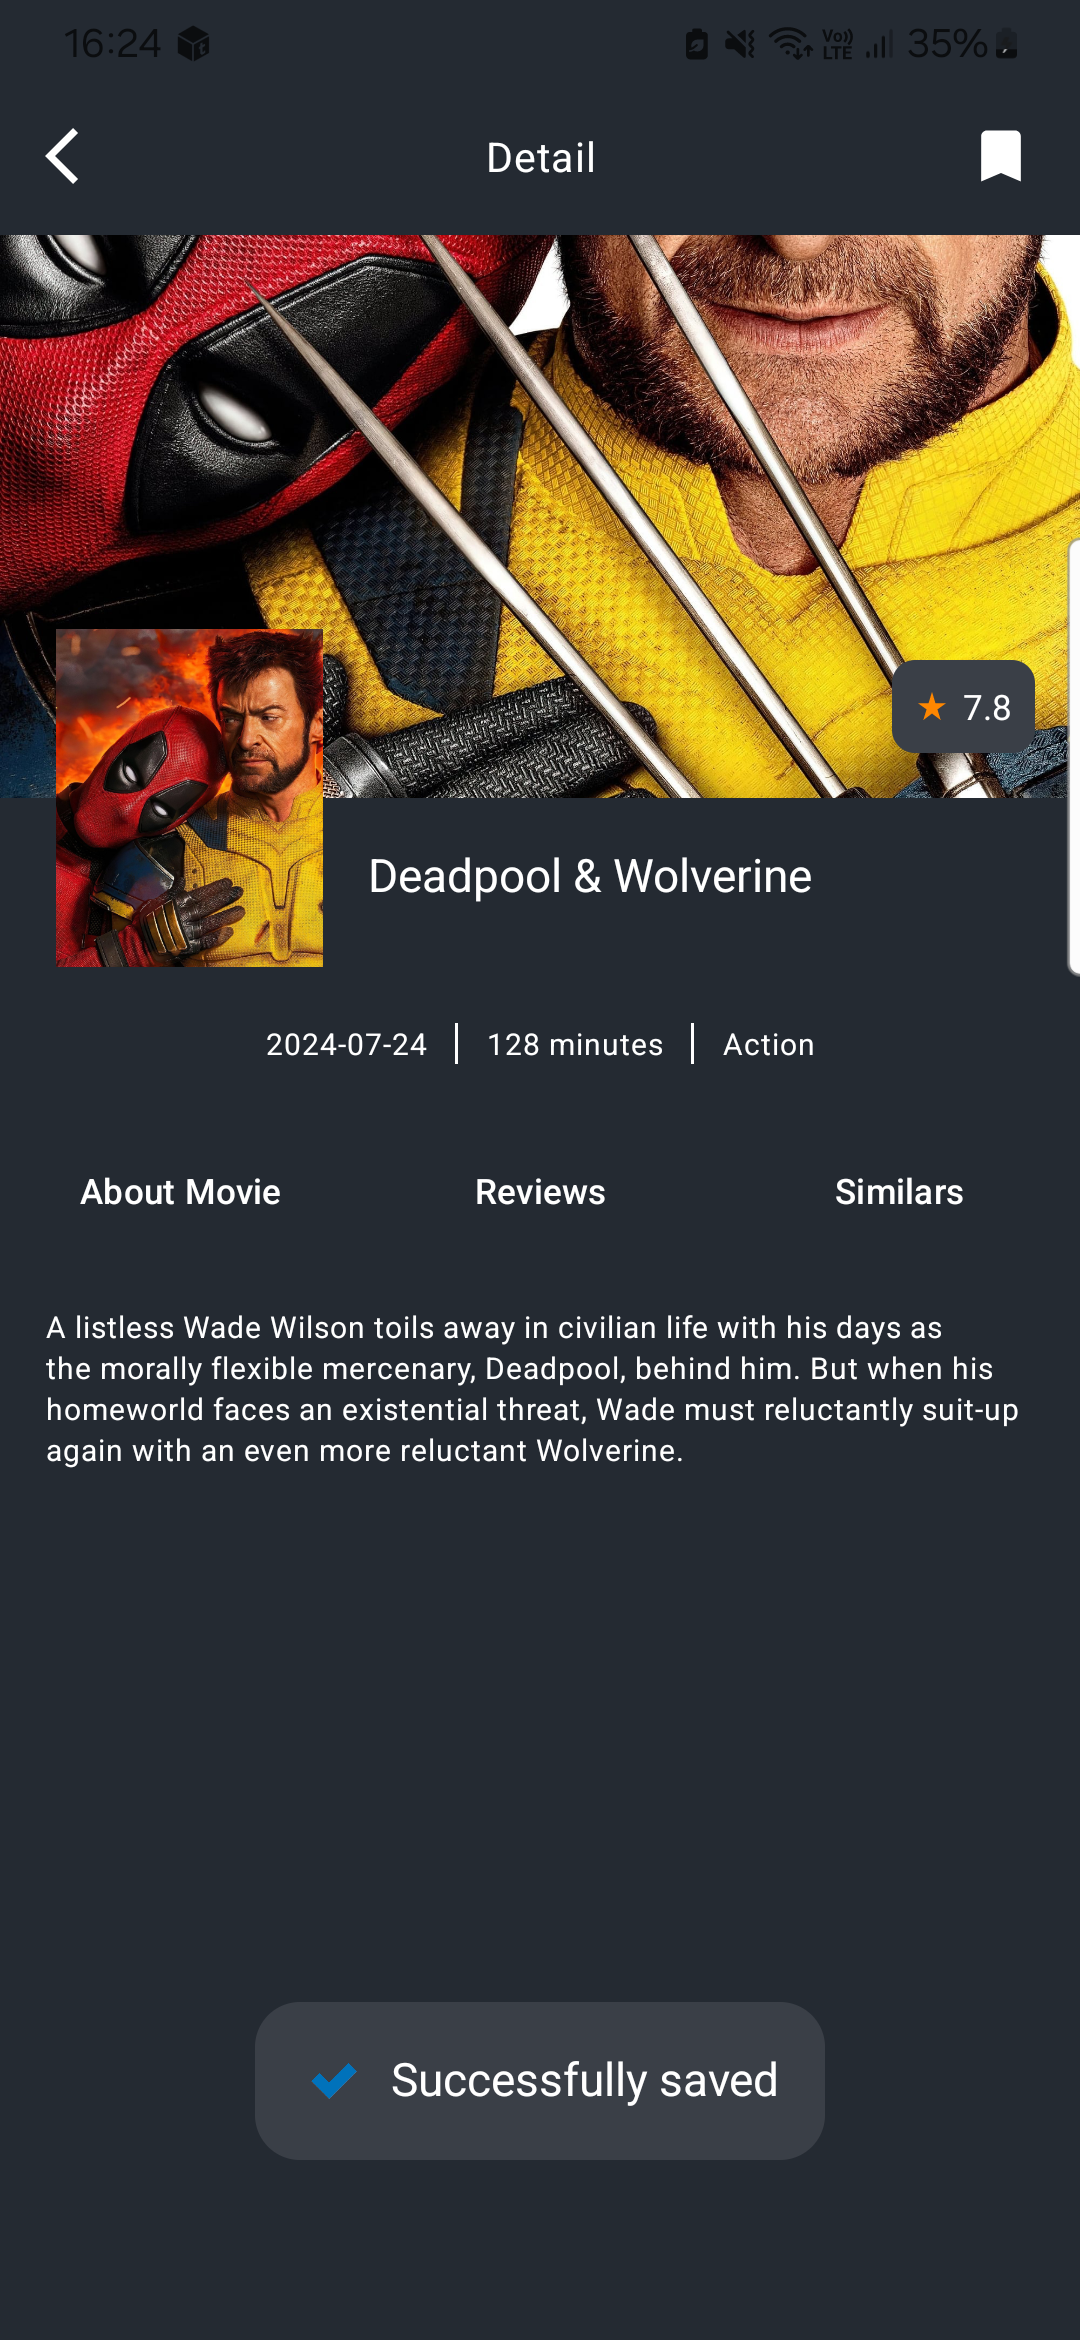 16:24
Vo)) LTE 35%
Detail
7.8
Deadpool & Wolverine
2024-07-24 128 minutes Action
About Movie Reviews Similars
A listless Wade Wilson toils away in civilian life with his days as
the morally flexible mercenary, Deadpool, behind him. But when his
homeworld faces an existential threat, Wade must reluctantly suit-up
again with an even more reluctant Wolverine.
Successfully saved